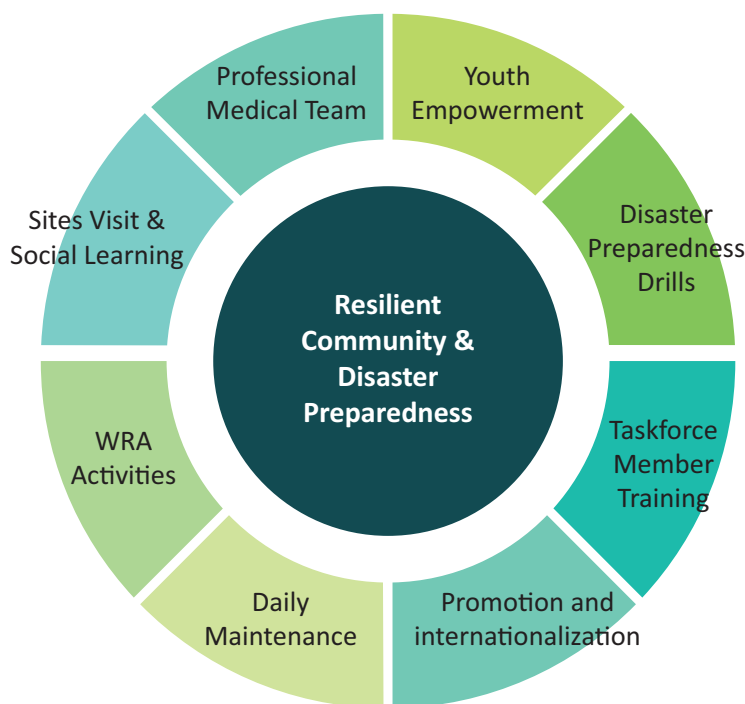 Professional
Medical Team
Youth
Empowerment
Disaster
Preparedness
Drills
Taskforce
Member
Training
Promotion and
internationalization
Daily
Maintenance
WRA
Activities
Sites Visit &
Social Learning
Resilient
Community &
Disaster
Preparedness